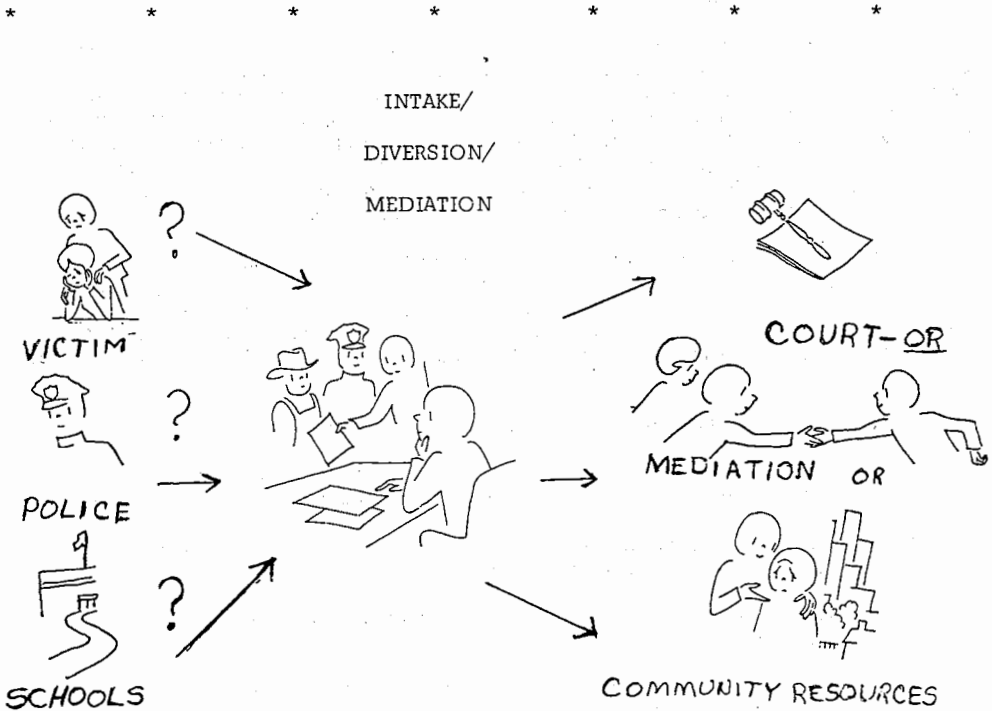 * * * * * * *
INTAKE/
DIVERSION/
MEDIATION
?
VICTIM
?
POLICE
?
SCHOOLS
COURT-OR
MEDIATION OR
COMMUNITY RESOURCES